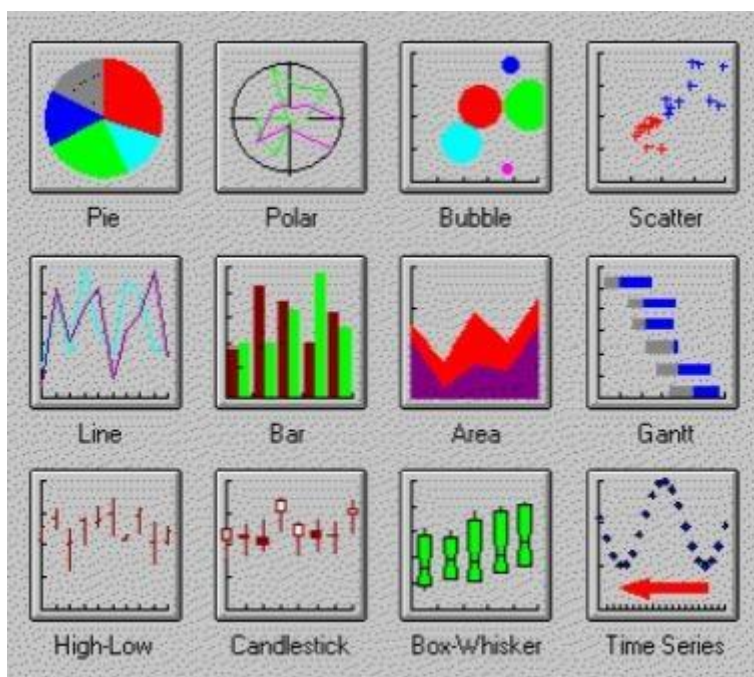 Pie
Polar
Bubble
Scatter
Line
Bar
Area
Gantt
High-Low
Candlestick
Box-Whisker
Time Series